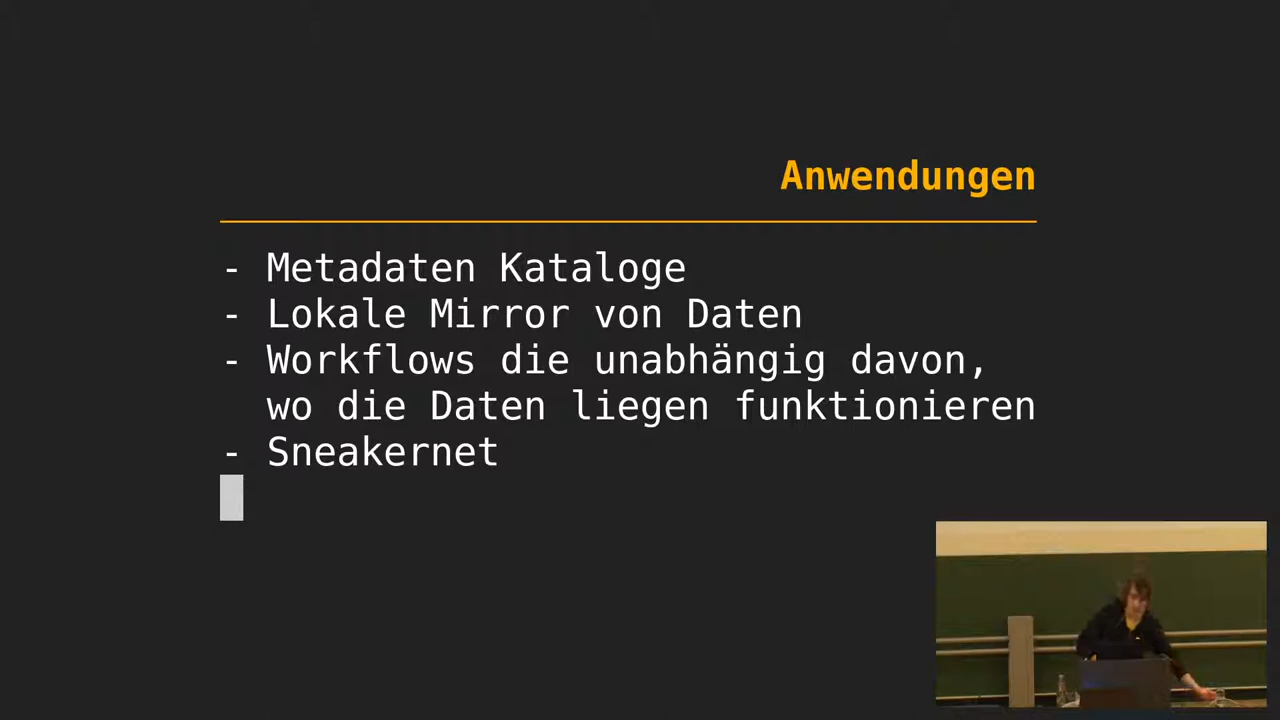 Anwendungen
- Metadaten Kataloge
- Lokale Mirror von Daten
- Workflows die unabhängig davon,
wo die Daten liegen funktionieren
- Sneakernet